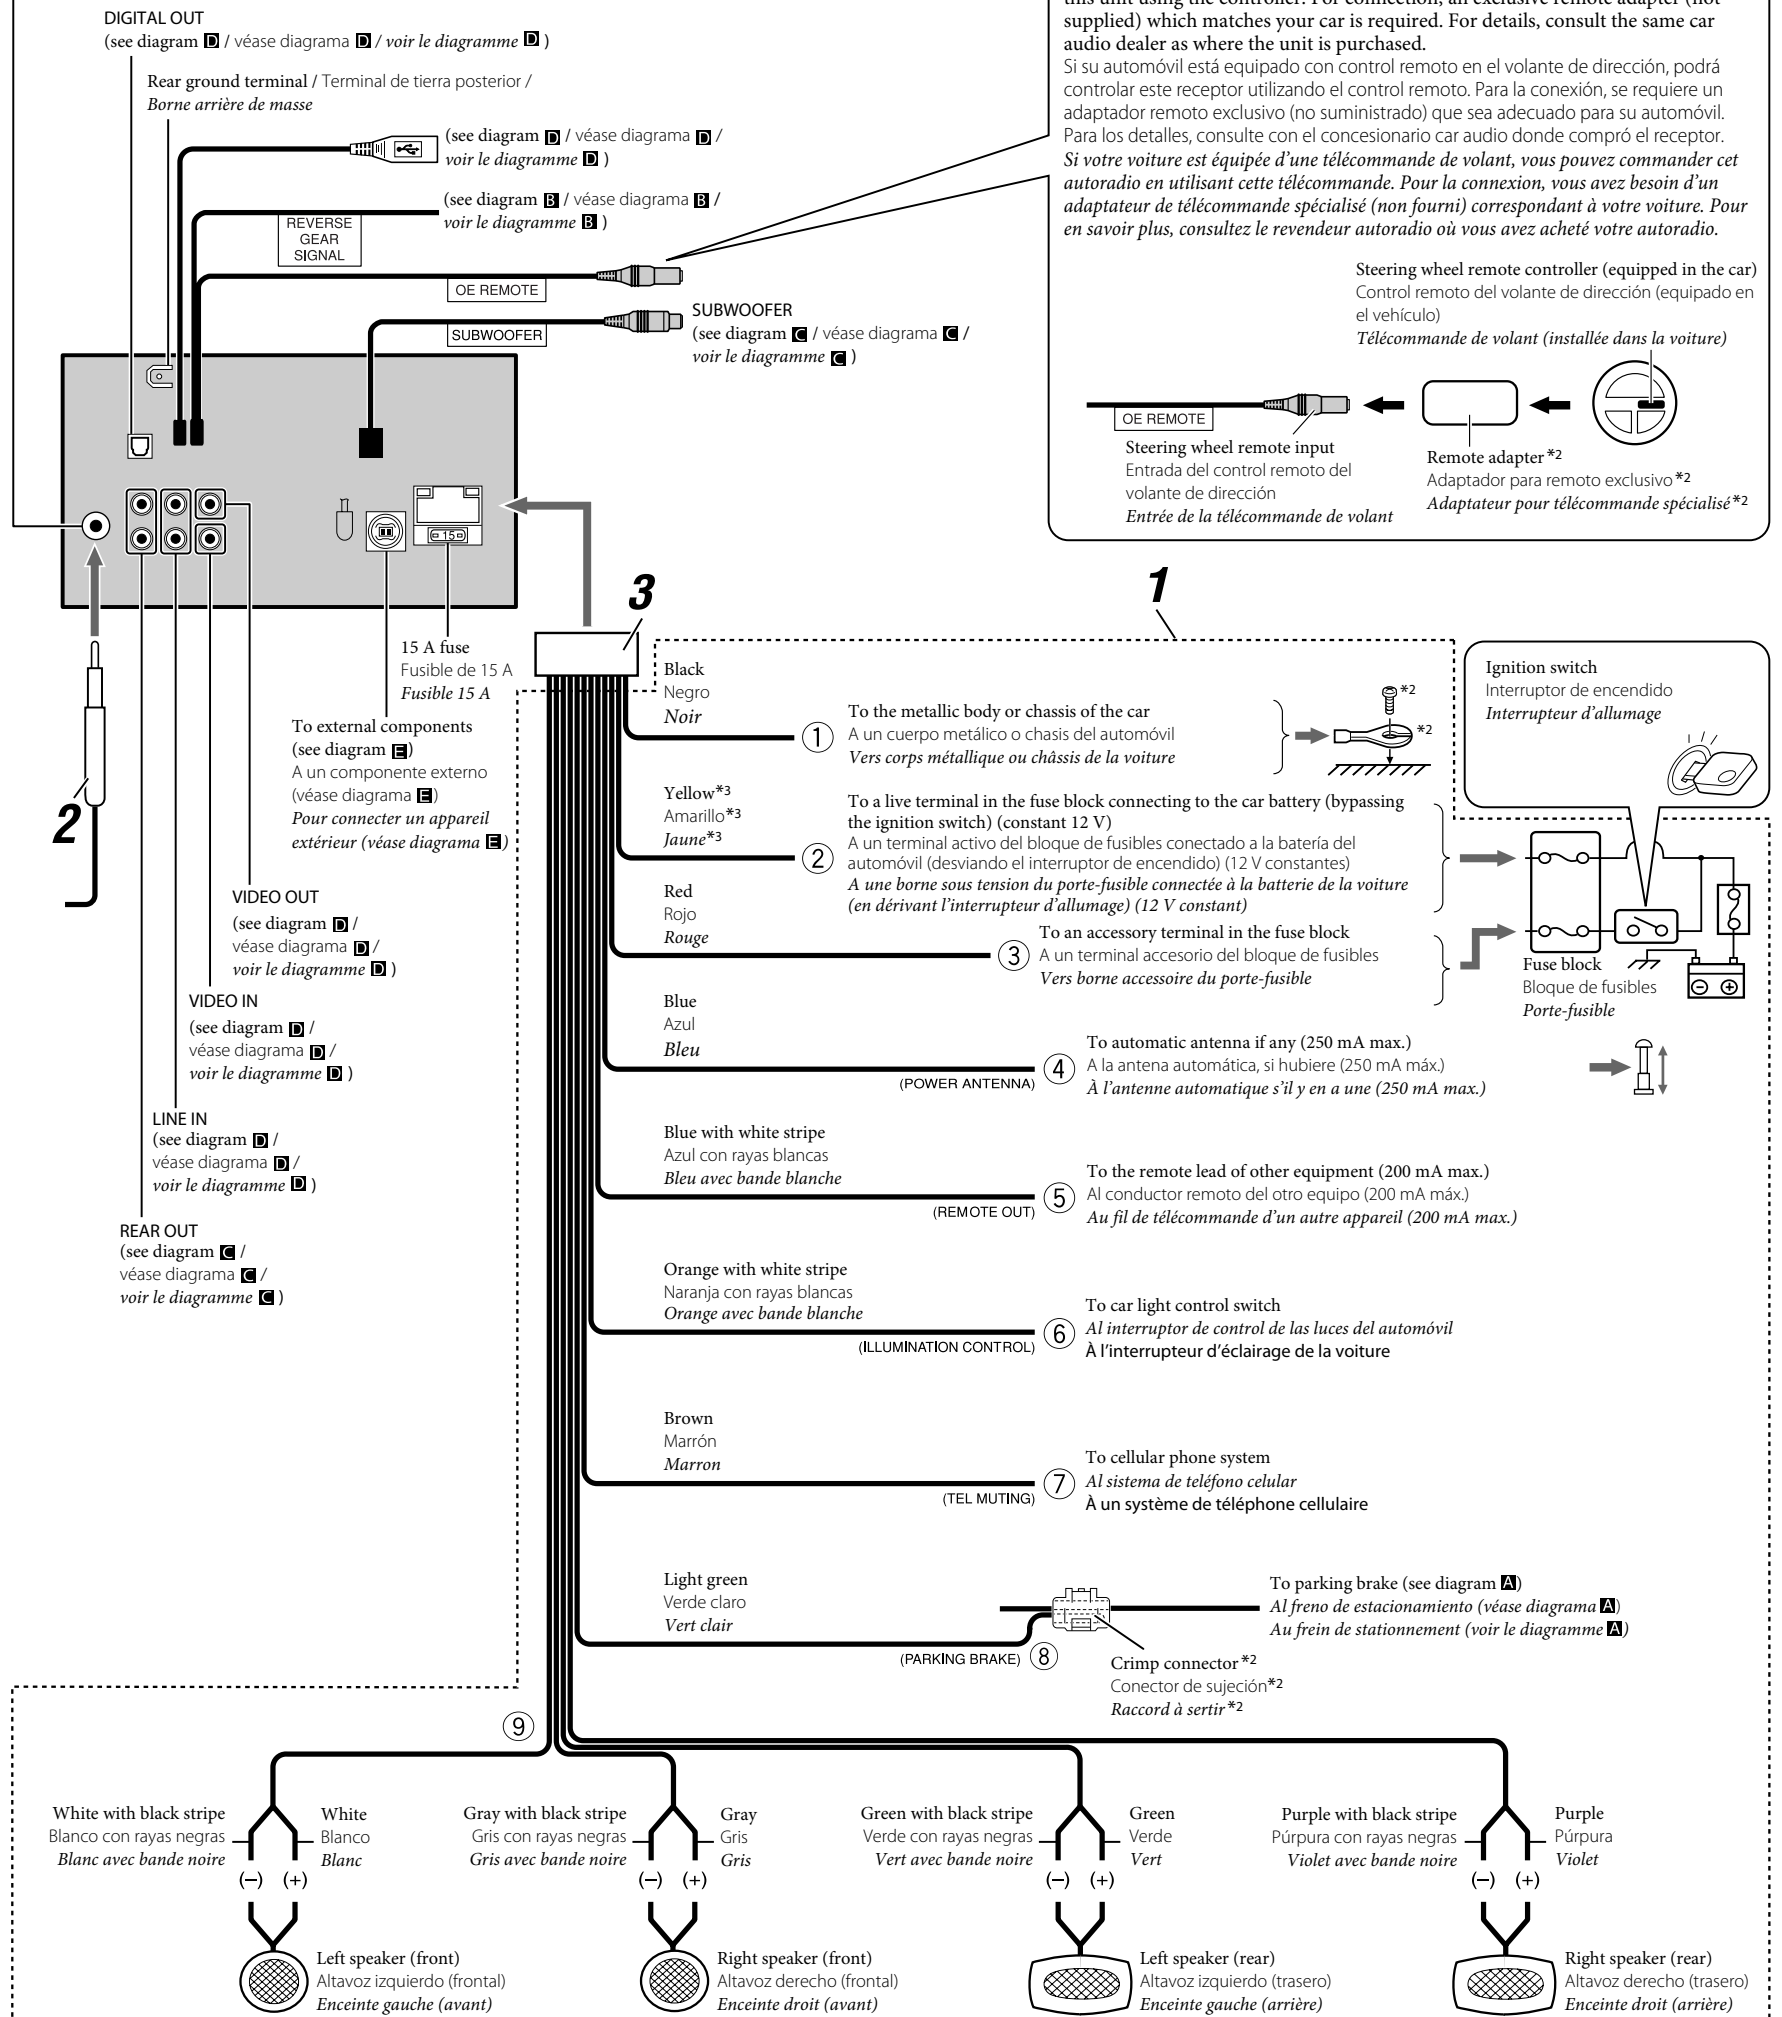 DIGITAL OUT
(see diagram D / véase diagrama D / voir le diagramme D )
Rear ground terminal / Terminal de tierra posterior /
Borne arrière de masse
(see diagram D / véase diagrama D /
voir le diagramme D )
(see diagram B / véase diagrama B /
voir le diagramme B )
REVERSE
GEAR
SIGNAL
OE REMOTE
SUBWOOFER
SUBWOOFER
(see diagram C / véase diagrama C /
voir le diagramme C )
supplied) which matches your car is required. For details, consult the same car
audio dealer as where the unit is purchased.
Si su automóvil está equipado con control remoto en el volante de dirección, podrá
controlar este receptor utilizando el control remoto. Para la conexión, se requiere un
adaptador remoto exclusivo (no suministrado) que sea adecuado para su automóvil.
Para los detalles, consulte con el concesionario car audio donde compró el receptor.
Si votre voiture est équipée d'une télécommande de volant, vous pouvez commander cet
autoradio en utilisant cette télécommande. Pour la connexion, vous avez besoin d'un
adaptateur de télécommande spécialisé (non fourni) correspondant à votre voiture. Pour
en savoir plus, consultez le revendeur autoradio où vous avez acheté votre autoradio.
Steering wheel remote controller (equipped in the car)
Control remoto del volante de dirección (equipado en
el vehículo)
Télécommande de volant (installée dans la voiture)
OE REMOTE
Steering wheel remote input
Entrada del control remoto del
volante de dirección
Entrée de la télécommande de volant
Remote adapter*2
Adaptador para remoto exclusivo*2
Adaptateur pour télécommande spécialisé*2
15
3
1
2
15 A fuse
Fusible de 15 A
Fusible 15 A
To external components
(see diagram E)
A un componente externo
(véase diagrama E)
Pour connecter un appareil
extérieur (véase diagrama E)
VIDEO OUT
(see diagram D /
véase diagrama D /
voir le diagramme D )
VIDEO IN
(see diagram D /
véase diagrama D /
voir le diagramme D )
LINE IN
(see diagram D /
véase diagrama D /
voir le diagramme D )
REAR OUT
(see diagram C /
véase diagrama C /
voir le diagramme C )
Black
Negro
Noir
① To the metallic body or chassis of the car
A un cuerpo metálico o chasis del automóvil
Vers corps métallique ou châsis de la voiture
*2
*2
Ignition switch
Interruptor de encendido
Interrupteur d'allumage
Yellow*3
Amarillo*3
Jaune*3
② To a live terminal in the fuse block connecting to the car battery (bypassing
the ignition switch) (constant 12 V)
A un terminal activo del bloque de fusibles conectado a la batería del
automóvil (desviando el interruptor de encendido) (12 V constantes)
A une borne sous tension du porte-fusible connectée à la batterie de la voiture
(en dérivant l'interrupteur d'allumage) (12 V constant)
Red
Rojo
Rouge
③ To an accessory terminal in the fuse block
A un terminal accesorio del bloque de fusibles
Vers borne accessoire du porte-fusible
Fuse block
Bloque de fusibles
Porte-fusible
Blue
Azul
Bleu
(POWER ANTENNA)
④ To automatic antenna if any (250 mA max.)
A la antena automática, si hubiere (250 mA máx.)
À l'antenne automatique s'il y en a une (250 mA max.)
Blue with white stripe
Azul con rayas blancas
Bleu avec bande blanche
(REMOTE OUT)
⑤ To the remote lead of other equipment (200 mA max.)
Al conductor remoto del otro equipo (200 mA máx.)
Au fil de télécommande d'un autre appareil (200 mA max.)
Orange with white stripe
Naranja con rayas blancas
Orange avec bande blanche
(ILLUMINATION CONTROL)
⑥ To car light control switch
Al interruptor de control de las luces del automóvil
À l'interrupteur d'éclairage de la voiture
Brown
Marrón
Marron
(TEL MUTING)
⑦ To cellular phone system
Al sistema de teléfono celular
À un système de téléphone cellulaire
Light green
Verde claro
Vert clair
(PARKING BRAKE) ⑧
To parking brake (see diagram A)
Al freno de estacionamiento (véase diagrama A)
Au frein de stationnement (voir le diagramme A)
Crimp connector*2
Conector de sujeción*2
Raccord à sertir*2
⑨
White with black stripe
Blanco con rayas negras
Blanc avec bande noire
White
Blanco
Blanc
(–) (+)
Left speaker (front)
Altavoz izquierdo (frontal)
Enceinte gauche (avant)
Gray with black stripe
Gris con rayas negras
Gris avec bande noire
Gray
Gris
Gris
(–) (+)
Right speaker (front)
Altavoz derecho (frontal)
Enceinte droit (avant)
Green with black stripe
Verde con rayas negras
Vert avec bande noire
Green
Verde
Vert
(–) (+)
Left speaker (rear)
Altavoz izquierdo (trasero)
Enceinte gauche (arrière)
Purple with black stripe
Púrpura con rayas negras
Violet avec bande noire
Purple
Púrpura
Violet
(–) (+)
Right speaker (rear)
Altavoz derecho (trasero)
Enceinte droit (arrière)